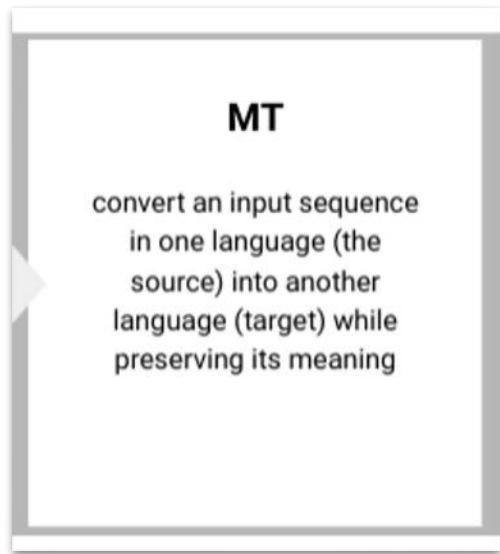 MT
convert an input sequence
in one language (the
source) into another
language (target) while
preserving its meaning